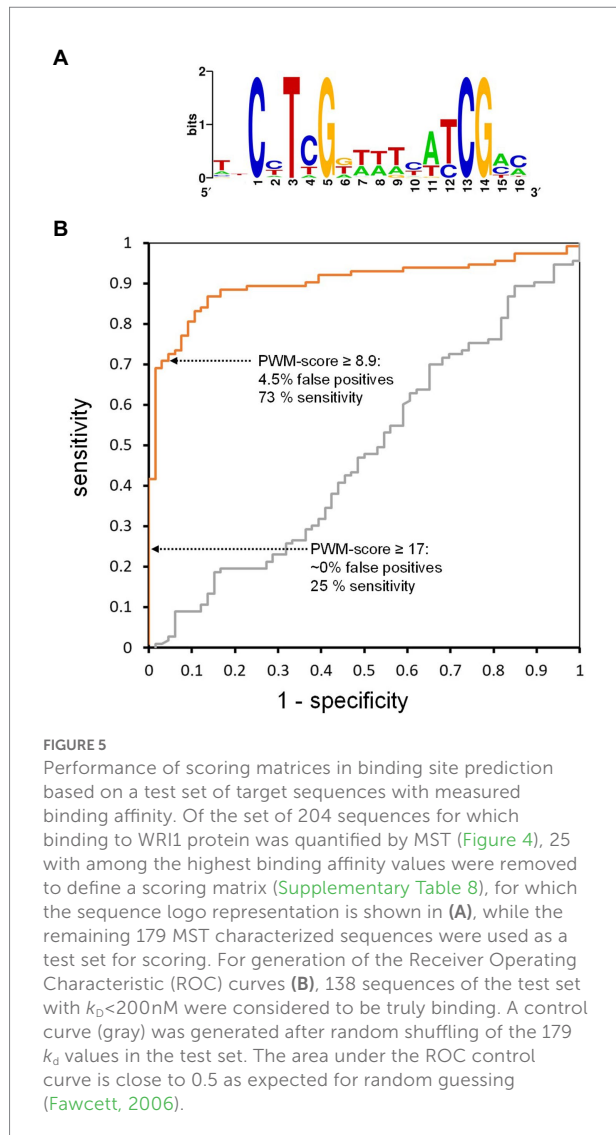 A
2
1
0
bits
C T C G G T T T C A T C G A C
5′ 1 2 3 4 5 6 7 8 9 10 11 12 13 14 15 16 3′
B
1
0.9
0.8
0.7
0.6
0.5
0.4
0.3
0.2
0.1
0
sensitivity
PWM-score ≥ 8.9:
4.5% false positives
73 % sensitivity
PWM-score ≥ 17:
~0% false positives
25 % sensitivity
0 0.1 0.2 0.3 0.4 0.5 0.6 0.7 0.8 0.9 1
1 - specificity
FIGURE 5
Performance of scoring matrices in binding site prediction
based on a test set of target sequences with measured
binding affinity. Of the set of 204 sequences for which
binding to WRI1 protein was quantified by MST (Figure 4), 25
with among the highest binding affinity values were removed
to define a scoring matrix (Supplementary Table 8), for which
the sequence logo representation is shown in (A), while the
remaining 179 MST characterized sequences were used as a
test set for scoring. For generation of the Receiver Operating
Characteristic (ROC) curves (B), 138 sequences of the test set
with kD<200nM were considered to be truly binding. A control
curve (gray) was generated after random shuffling of the 179
kd values in the test set. The area under the ROC control
curve is close to 0.5 as expected for random guessing
(Fawcett, 2006).